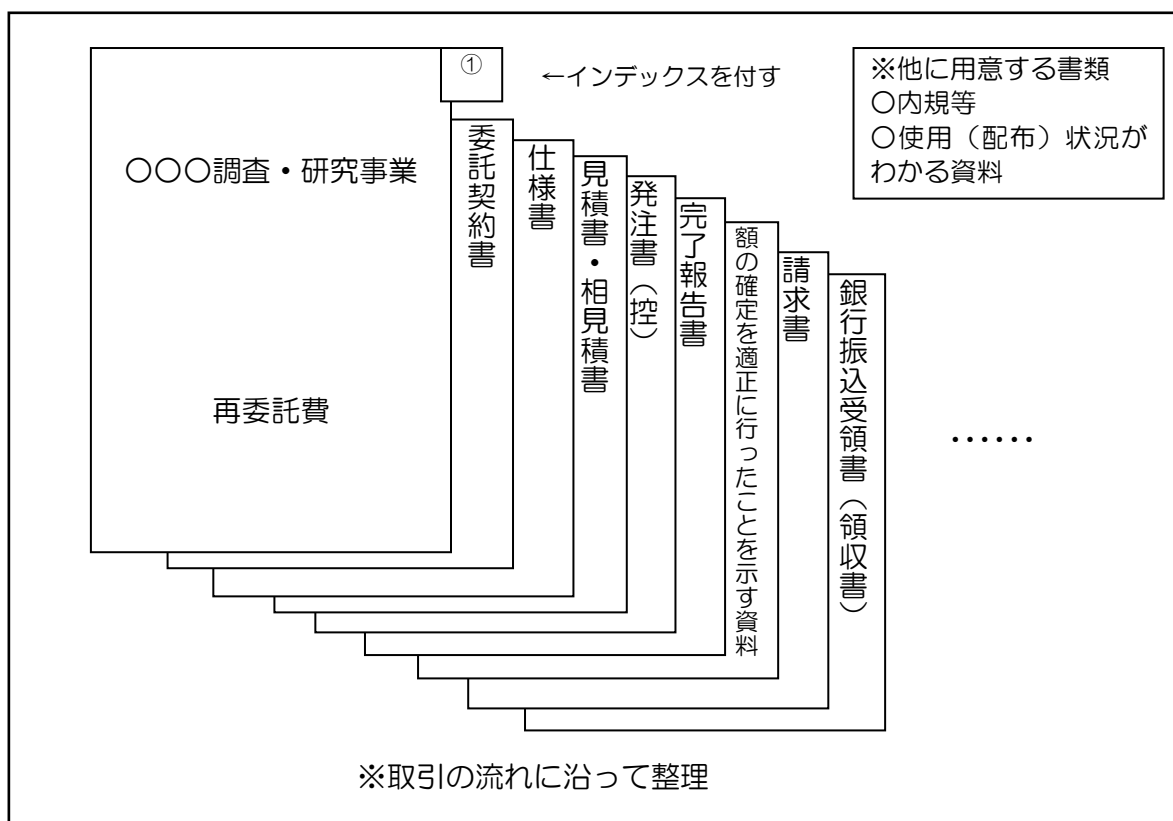 ①
←インデックスを付す
※他に用意する書類
〇内規等
〇使用（配布）状況が
わかる資料
〇〇〇調査・研究事業
再委託費
委託契約書
仕様書
見積書・相見積書
発注書（控）
完了報告書
額の確定を適正に行ったことを示す資料
請求書
銀行振込受領書（領収書）
……
※取引の流れに沿って整理